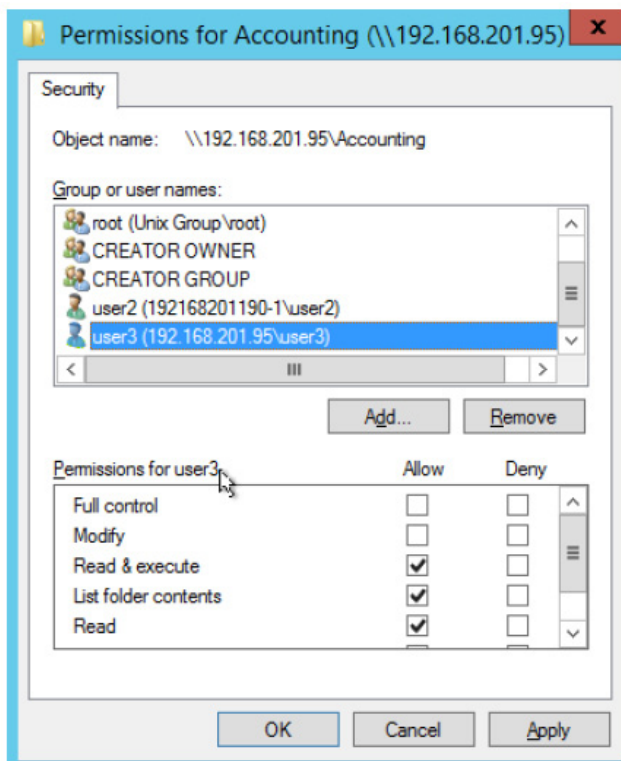 Permissions for Accounting (\\192.168.201.95) x
Security
Object name: \\192.168.201.95\Accounting
Group or user names:
root (Unix Group\root)
CREATOR OWNER
CREATOR GROUP
user2 (192168201190-1\user2)
user3 (192.168.201.95\user3)
Add... Remove
Permissions for user3 Allow Deny
Full control
Modify
Read & execute
List folder contents
Read
OK Cancel Apply